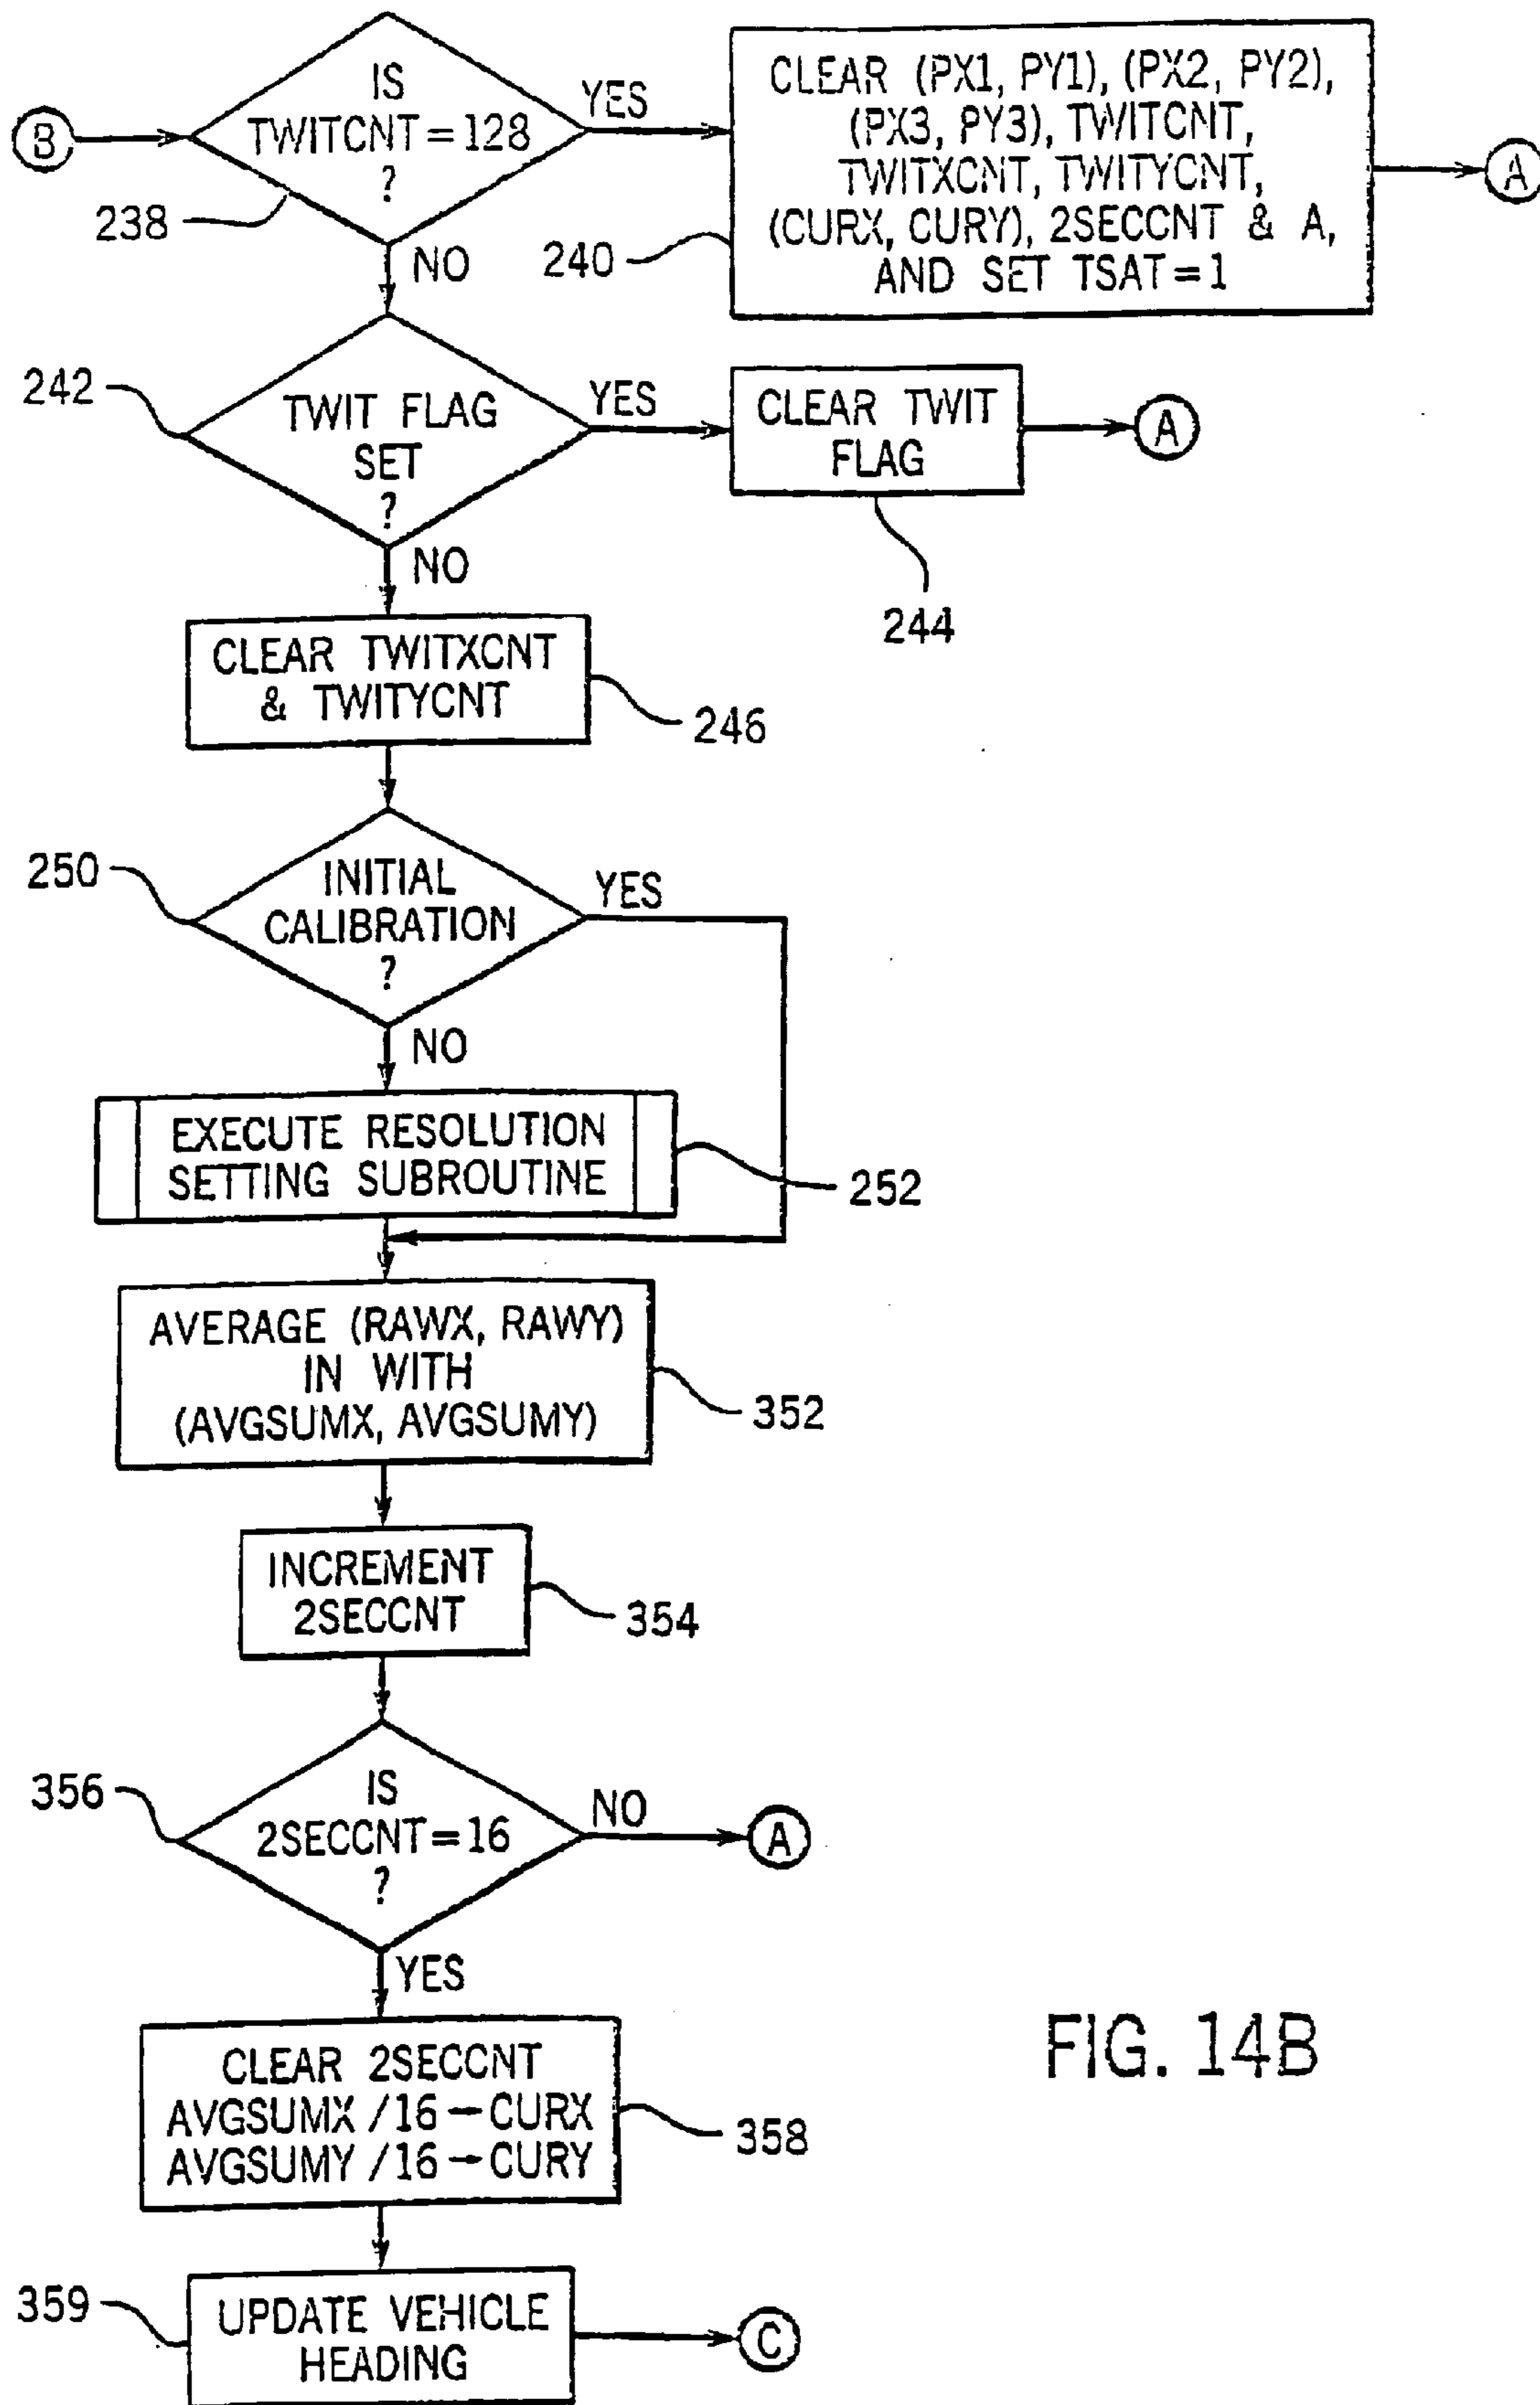 B
IS
TWITCNT=128
?
YES
238
NO
240
CLEAR (PX1, PY1), (PX2, PY2),
(PX3, PY3), TWITCNT,
TWITXCNT, TWITYCNT,
(CURX, CURY), 2SECCNT & A,
AND SET TSAT=1
A
242
TWIT FLAG
SET
?
YES
NO
CLEAR TWIT
FLAG
A
244
CLEAR TWITXCNT
& TWITYCNT
246
250
INITIAL
CALIBRATION
?
YES
NO
EXECUTE RESOLUTION
SETTING SUBROUTINE
252
AVERAGE (RAWX, RAWY)
IN WITH
(AVGSUMX, AVGSUMY)
352
INCREMENT
2SECCNT
354
356
IS
2SECCNT=16
?
NO
A
YES
CLEAR 2SECCNT
AVGSUMX /16→CURX
AVGSUMY /16→CURY
358
359
UPDATE VEHICLE
HEADING
C
FIG. 14B